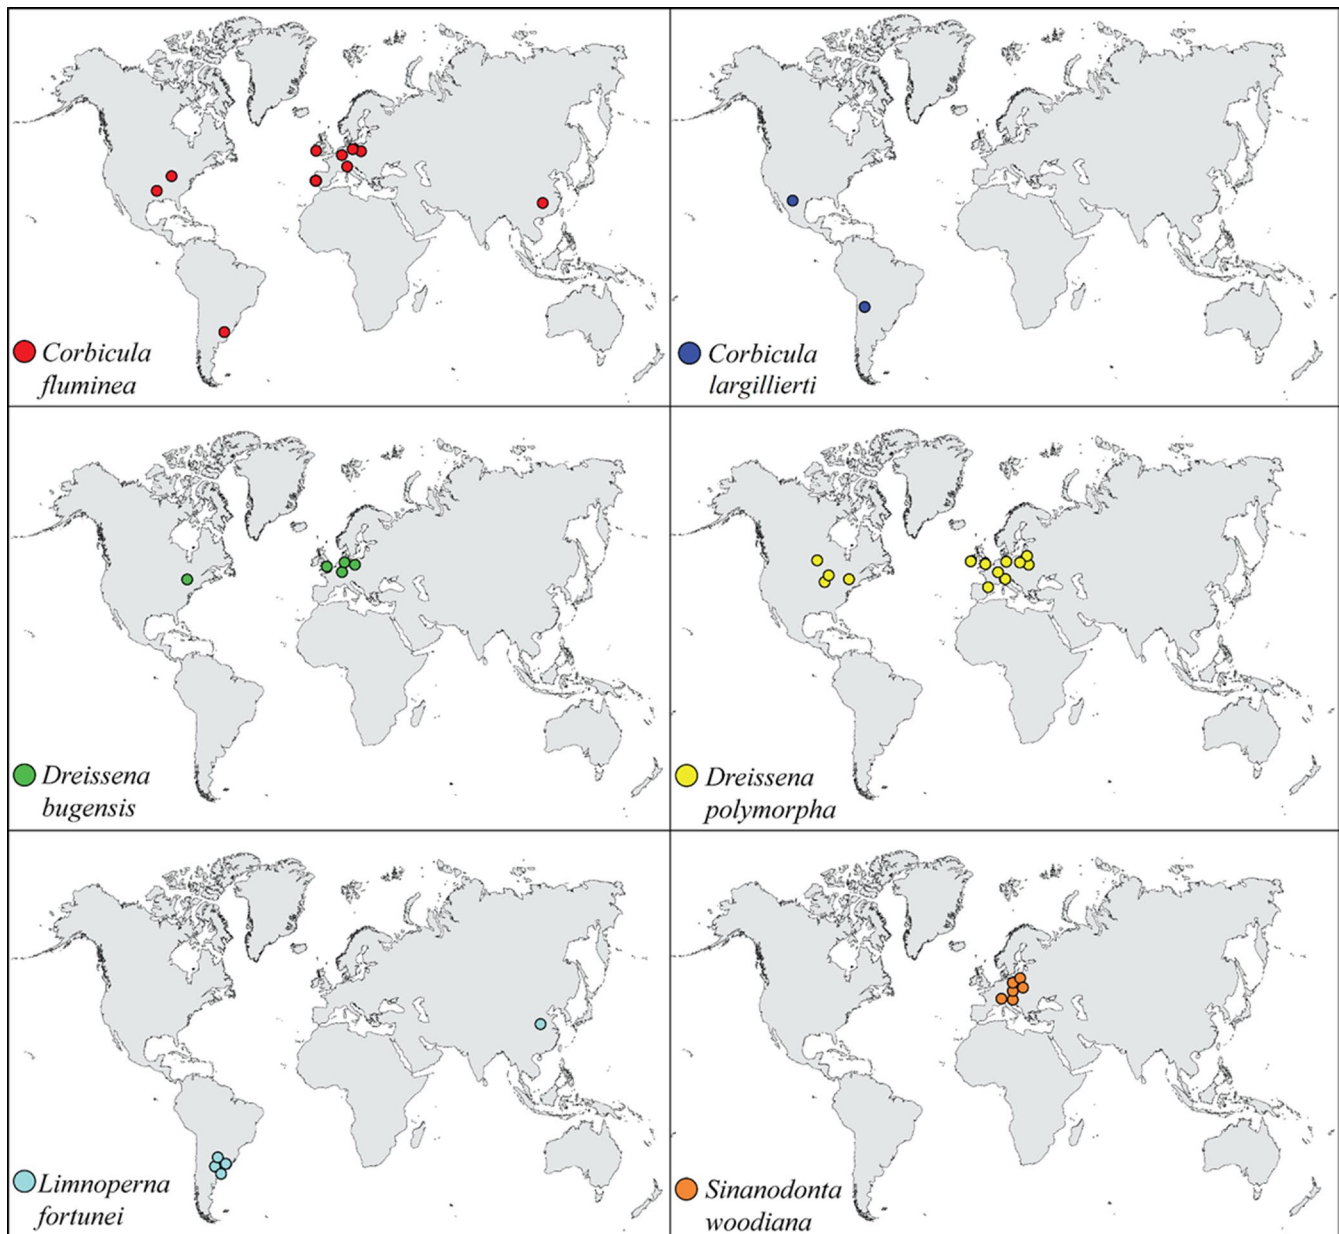 Corbicula
fluminea
Corbicula
largillierti
Dreissena
bugensis
Dreissena
polymorpha
Limnoperna
fortunei
Sinanodonta
woodiana